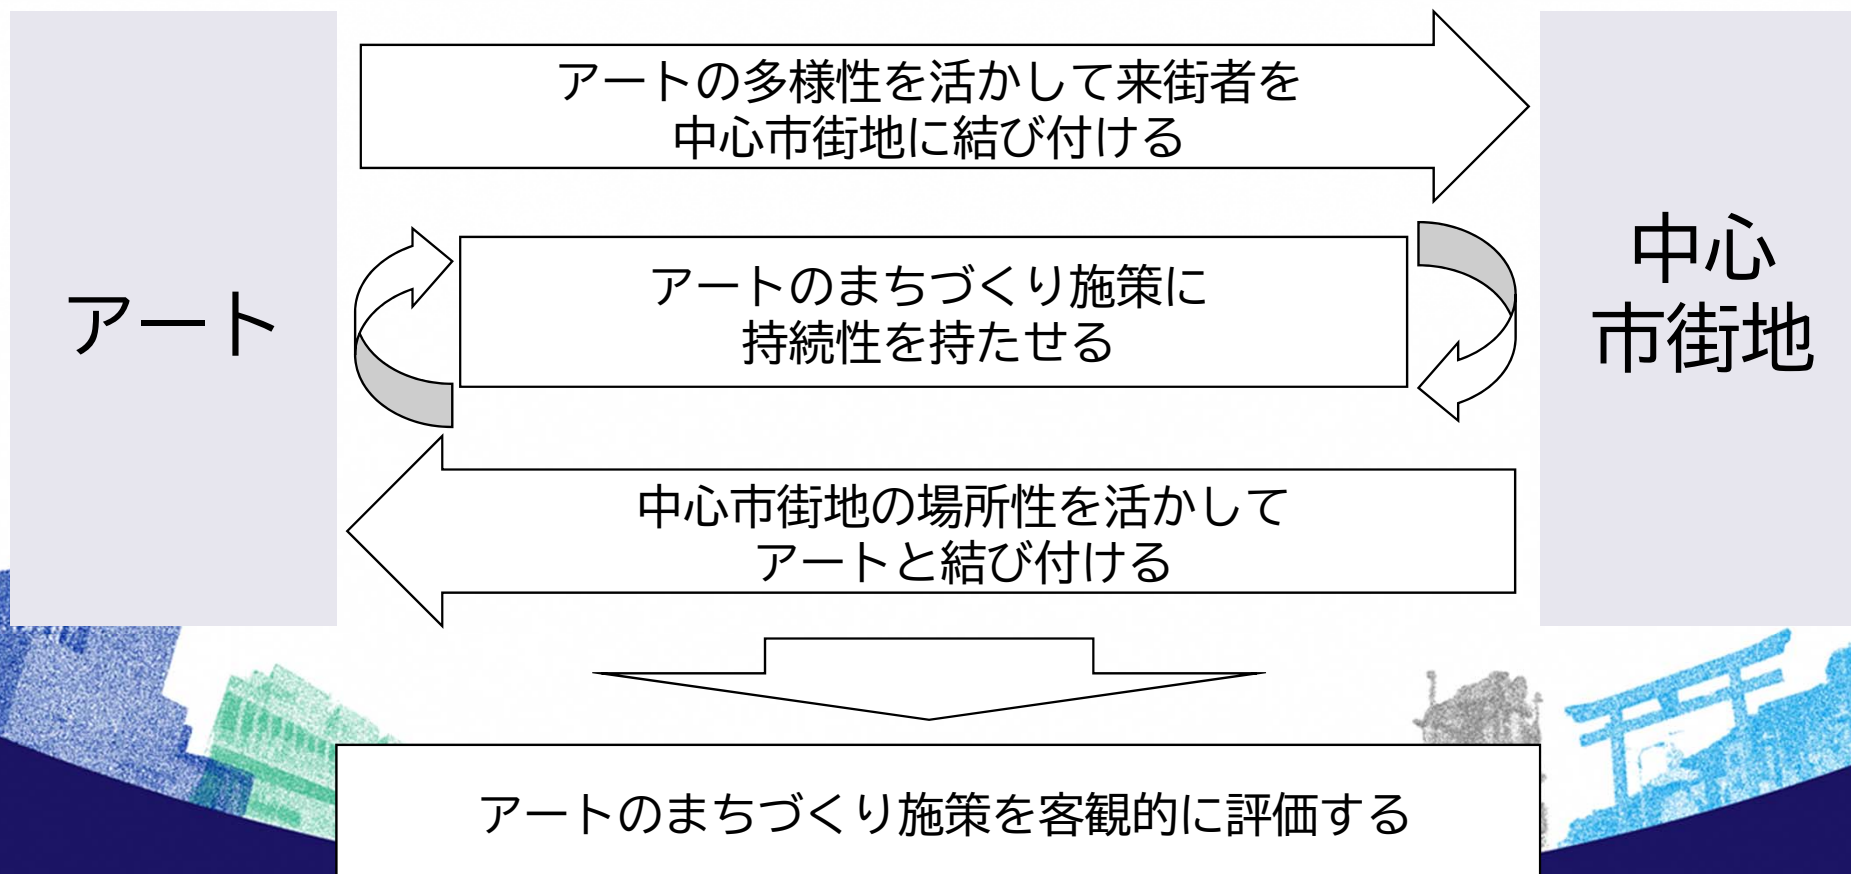 アート
アートの多様性を活かして来街者を
中心市街地に結び付ける
アートのまちづくり施策に
持続性を持たせる
中心市街地の場所性を活かして
アートと結び付ける
中心
市街地
アートのまちづくり施策を客観的に評価する